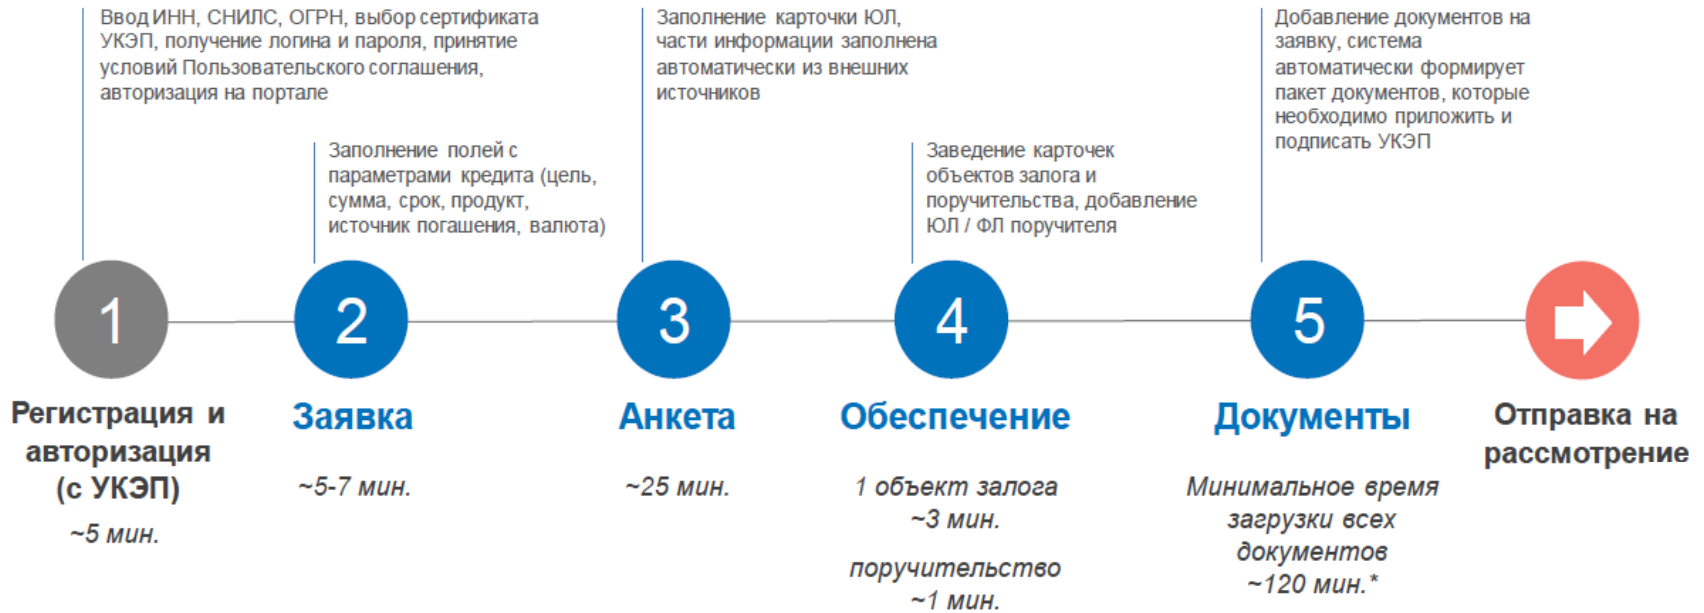 Ввод ИНН, СНИЛС, ОГРН, выбор сертификата
УКЭП, получение логина и пароля, принятие
условий Пользовательского соглашения,
авторизация на портале
Заполнение полей с
параметрами кредита (цель,
сумма, срок, продукт,
источник погашения, валюта)
Заполнение карточки ЮЛ,
части информации заполнена
автоматически из внешних
источников
Заведение карточек
объектов залога и
поручительства, добавление
ЮЛ / ФЛ поручителя
Добавление документов на
заявку, система
автоматически формирует
пакет документов, которые
необходимо приложить и
подписать УКЭП
1
2
3
4
5
Регистрация и
авторизация
(с УКЭП)
~5 мин.
Заявка
~5-7 мин.
Анкета
~25 мин.
Обеспечение
1 объект залога
~3 мин.
поручительство
~1 мин.
Документы
Минимальное время
загрузки всех
документов
~120 мин.*
Отправка на
рассмотрение